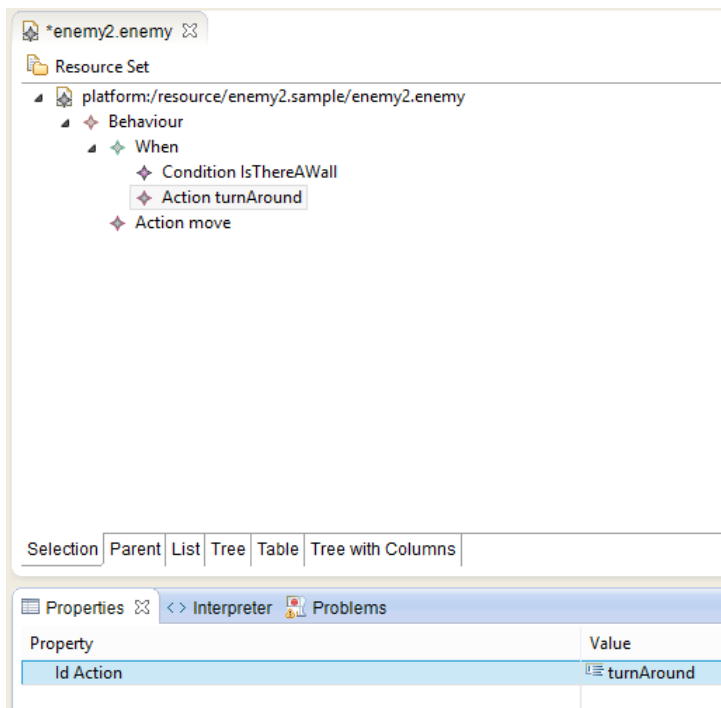 *enemy2.enemy
Resource Set
platform:/resource/enemy2.sample/enemy2.enemy
Behaviour
When
Condition IsThereAWall
Action turnAround
Action move
Selection Parent List Tree Table Tree with Columns
Properties <> Interpreter Problems
Property Value
Id Action turnAround